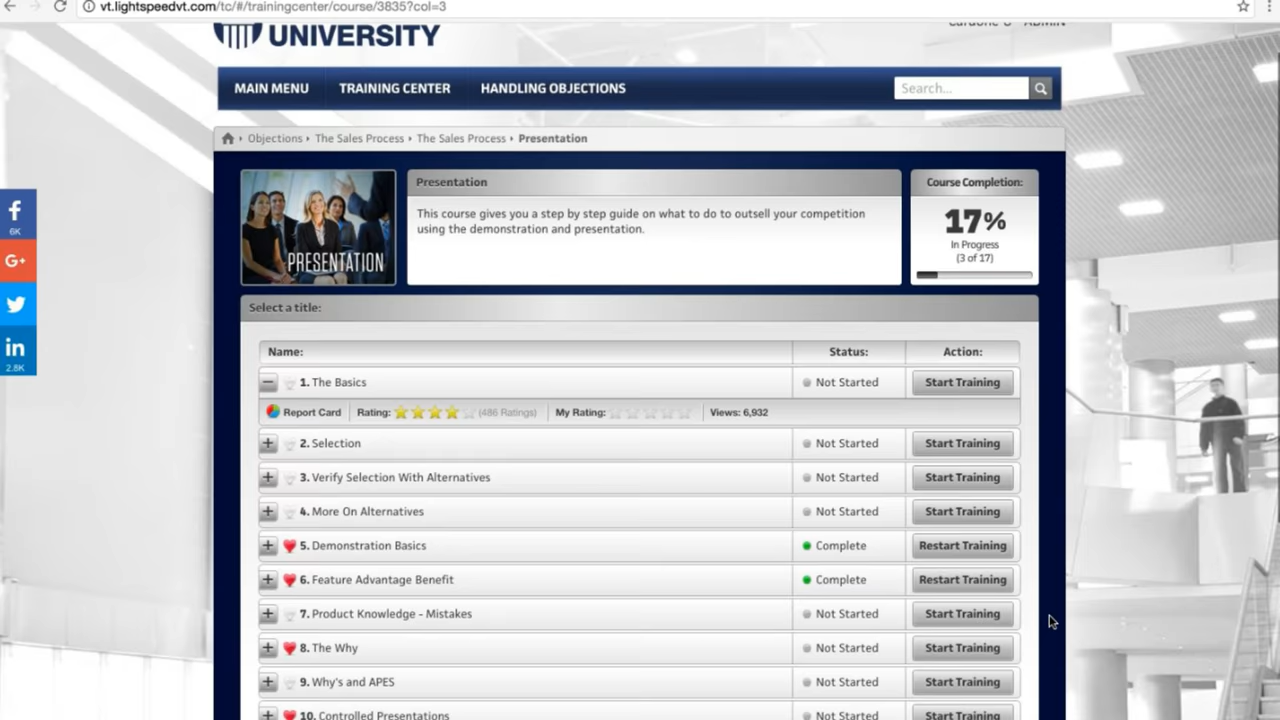 vt.lightspeedvt.com/tc/#/trainingcenter/course/3835?col=3
UNIVERSITY
MAIN MENU TRAINING CENTER HANDLING OBJECTIONS Search...
Objections The Sales Process The Sales Process Presentation
PRESENTATION
Presentation
This course gives you a step by step guide on what to do to outsell your competition
using the demonstration and presentation.
Course Completion:
17%
In Progress
(3 of 17)
f
6K
G+
in
2.8K
Select a title:
Name: Status: Action:
1. The Basics Not Started Start Training
Report Card Rating: (486 Ratings) My Rating: Views: 6,932
2. Selection Not Started Start Training
3. Verify Selection With Alternatives Not Started Start Training
4. More On Alternatives Not Started Start Training
5. Demonstration Basics Complete Restart Training
6. Feature Advantage Benefit Complete Restart Training
7. Product Knowledge - Mistakes Not Started Start Training
8. The Why Not Started Start Training
9. Why's and APES Not Started Start Training
10. Controlled Presentations Not Started Start Training